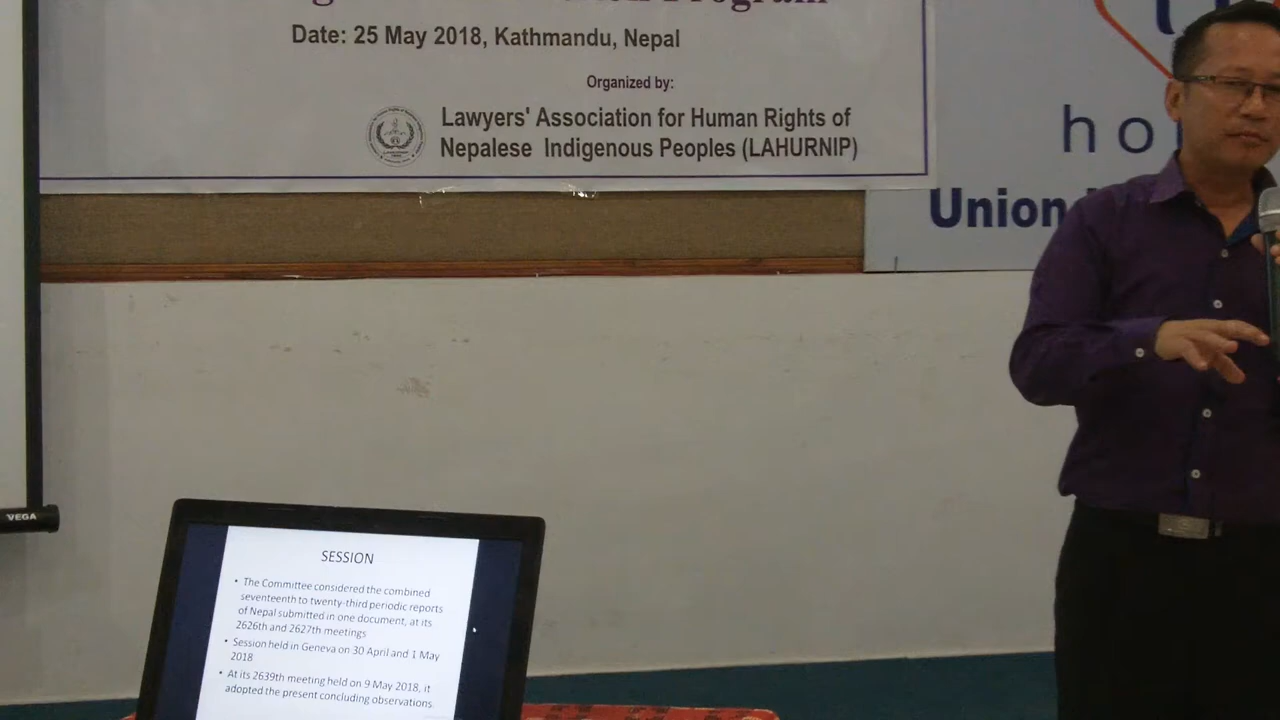 Program
Date: 25 May 2018, Kathmandu, Nepal
Organized by:
Lawyers' Association for Human Rights of
Nepalese Indigenous Peoples (LAHURNIP)
Union
VEGA
SESSION
• The Committee considered the combined
seventeenth to twenty-third periodic reports
of Nepal submitted in one document, at its
2626th and 2627th meetings
• Session held in Geneva on 30 April and 1 May
2018
• At its 2639th meeting held on 9 May 2018, it
adopted the present concluding observations.